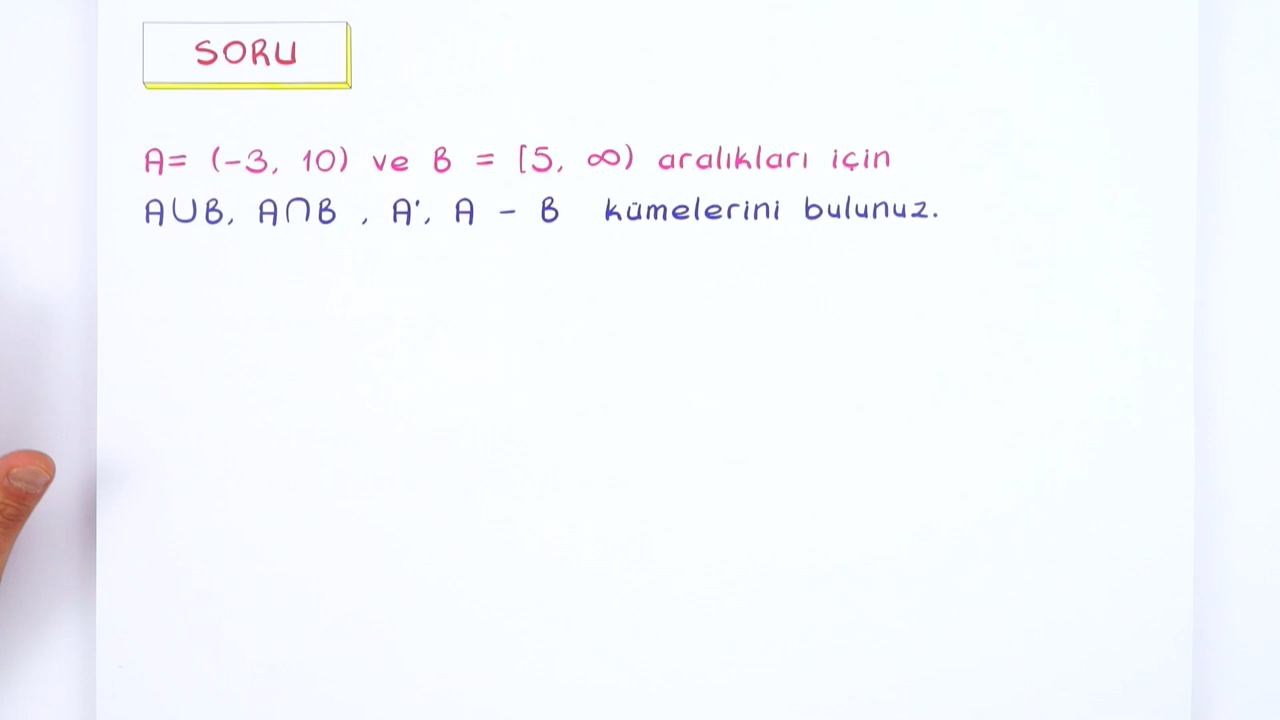 SORU
A= (-3, 10) ve B = [5, ∞) aralıkları için
A∪B, A∩B , A', A - B kümelerini bulunuz.